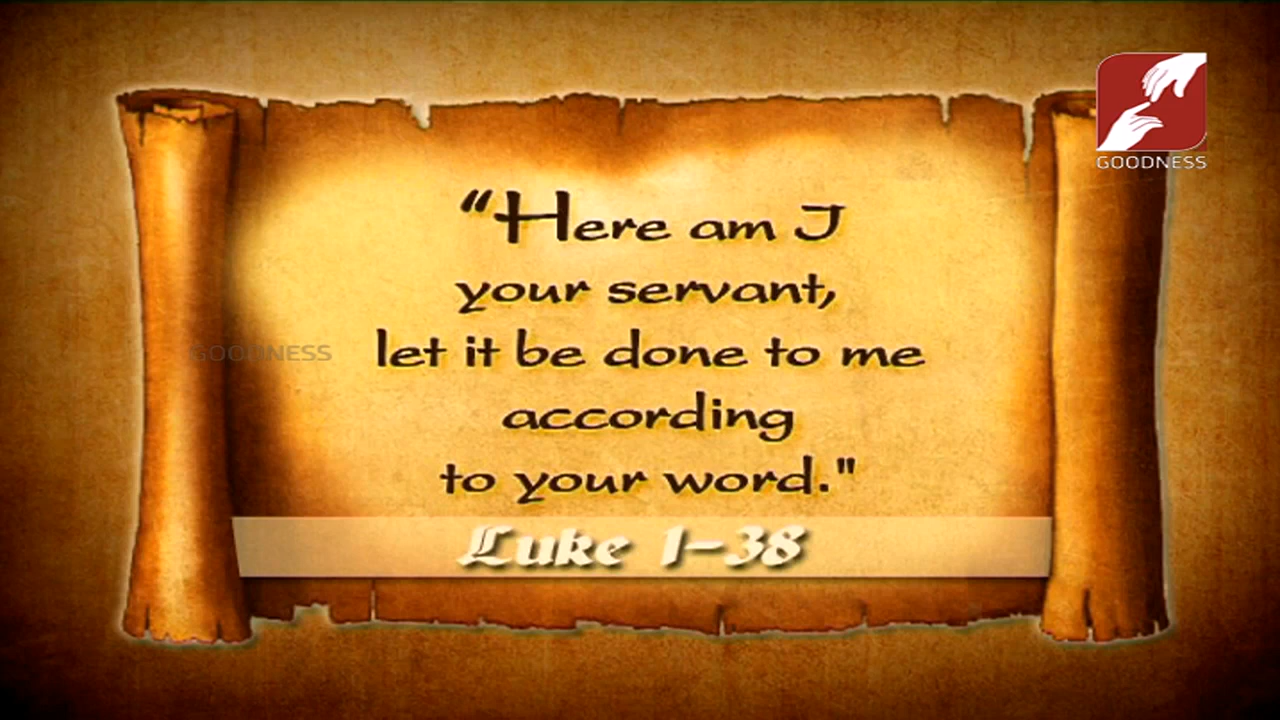 GOODNESS
“Here am I
your servant,
GOODNESS
let it be done to me
according
to your word."
Luke 1-38